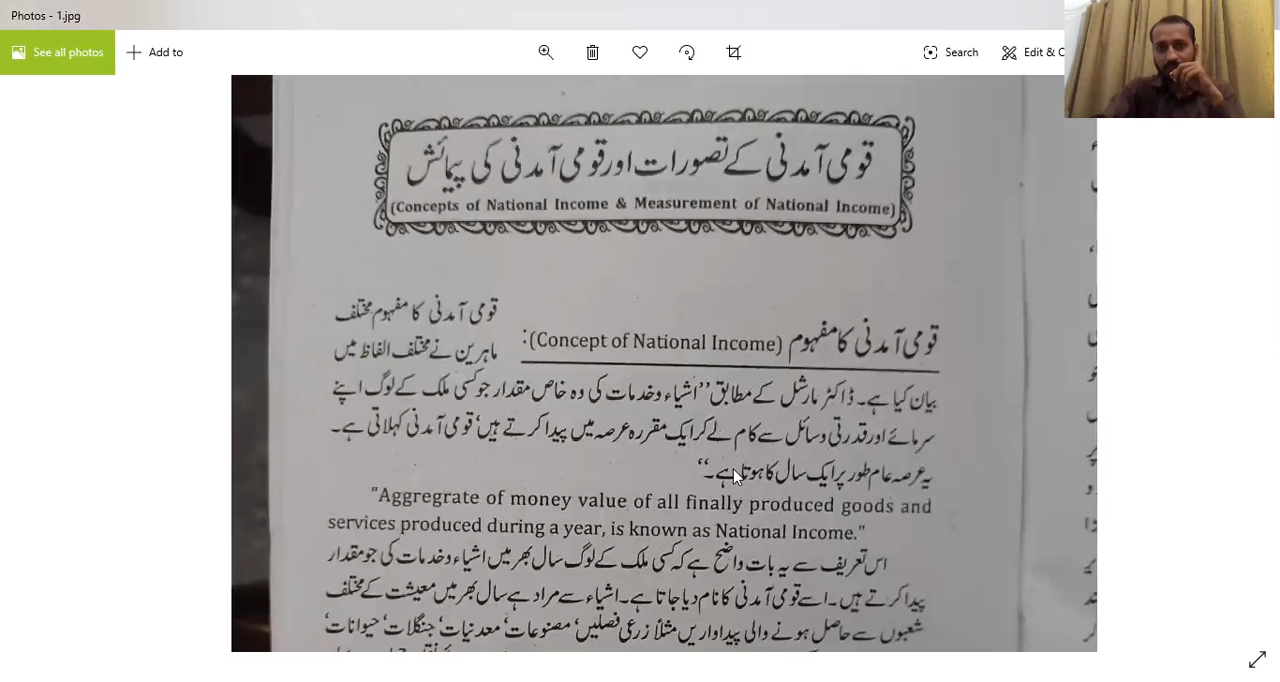 Photos - 1.jpg
See all photos
Add to
Search
Edit & C
قومی آمدنی کے تصورات اور قومی آمدنی کی پیمائش
(Concepts of National Income & Measurement of National Income)
قومی آمدنی کا مفہوم (Concept of National Income): قومی آمدنی کا مفہوم مختلف
ماہرین نے مختلف الفاظ میں
بیان کیا ہے۔ ڈاکٹر مارشل کے مطابق ’’اشیاء و خدمات کی وہ خاص مقدار جو کسی ملک کے لوگ اپنے
سرمائے اور قدرتی وسائل سے کام لے کر ایک مقررہ عرصہ میں پیدا کرتے ہیں‘ قومی آمدنی کہلاتی ہے۔
یہ عرصہ عام طور پر ایک سال کا ہوتا ہے۔‘‘
"Aggregrate of money value of all finally produced goods and
services produced during a year, is known as National Income."
اس تعریف سے یہ بات واضح ہے کہ کسی ملک کے لوگ سال بھر میں اشیاء و خدمات کی جو مقدار
پیدا کرتے ہیں۔ اسے قومی آمدنی کا نام دیا جاتا ہے۔ اشیاء سے مراد ہے سال بھر میں معیشت کے مختلف
شعبوں سے حاصل ہونے والی پیداواریں مثلاً زرعی فصلیں‘ مصنوعات‘ معدنیات‘ جنگلات‘ حیوانات‘